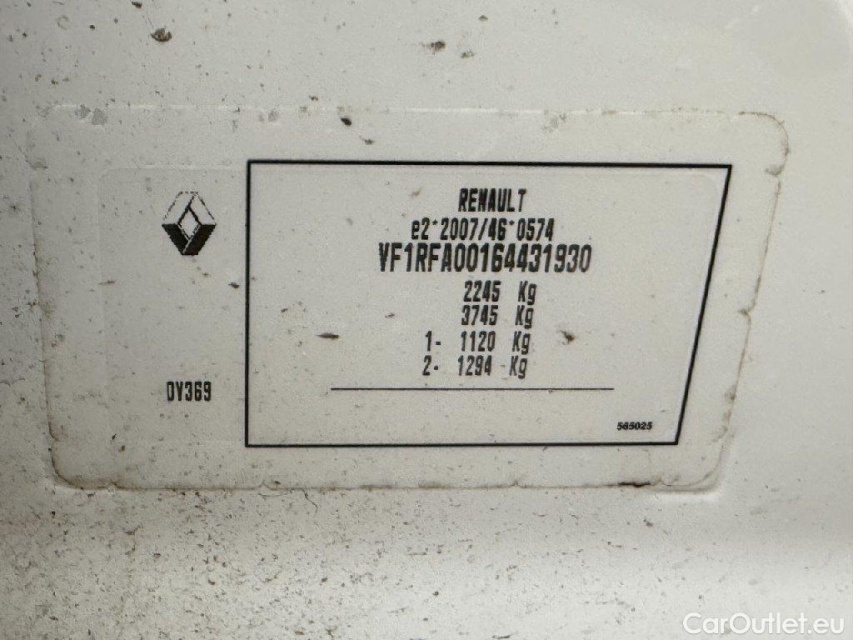 RENAULT
e2*2007/46*0574
VF1RFA00164431930
2245 Kg
3745 Kg
1- 1120 Kg
2- 1294 Kg
DV369
565025
CarOutlet.eu